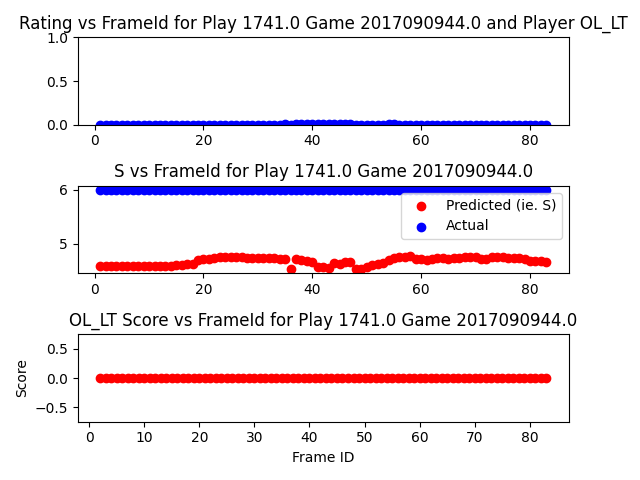 Rating vs FrameId for Play 1741.0 Game 2017090944.0 and Player OL_LT
1.0
0.5
0.0
0 20 40 60 80
S vs FrameId for Play 1741.0 Game 2017090944.0
6
5
Predicted (ie. S)
Actual
0 20 40 60 80
OL_LT Score vs FrameId for Play 1741.0 Game 2017090944.0
Score
0.5
0.0
−0.5
0 10 20 30 40 50 60 70 80
Frame ID